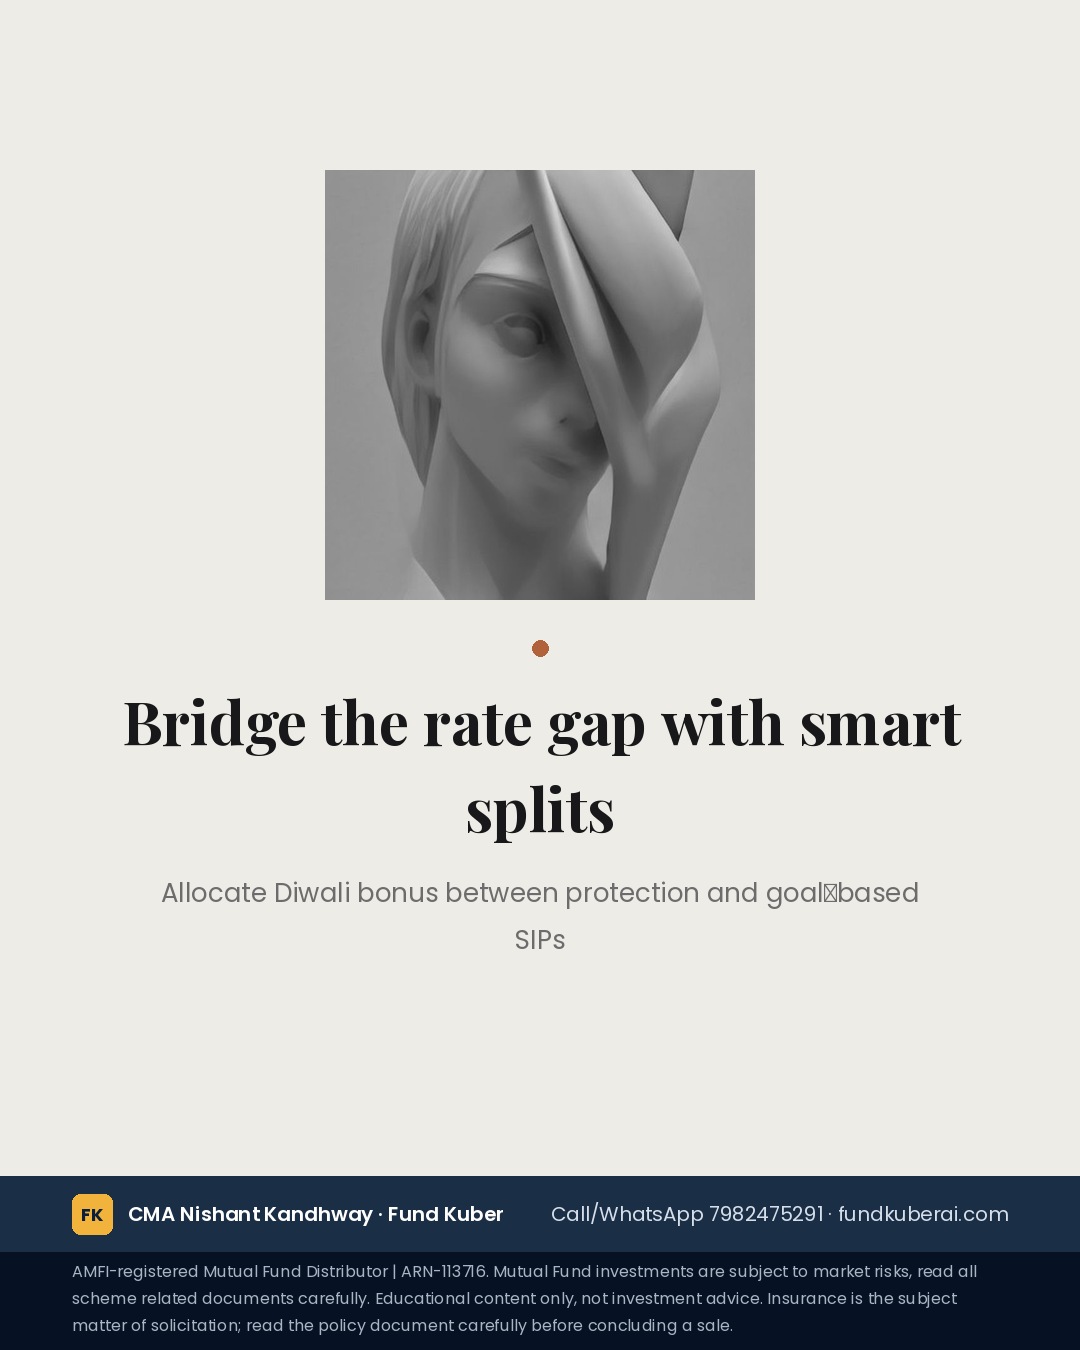 Bridge the rate gap with smart
splits
Allocate Diwali bonus between protection and goal☒based
SIPs
FK
CMA Nishant Kandhway · Fund Kuber
Call/WhatsApp 7982475291 · fundkuberai.com
AMFI-registered Mutual Fund Distributor | ARN-113716. Mutual Fund investments are subject to market risks, read all
scheme related documents carefully. Educational content only, not investment advice. Insurance is the subject
matter of solicitation; read the policy document carefully before concluding a sale.